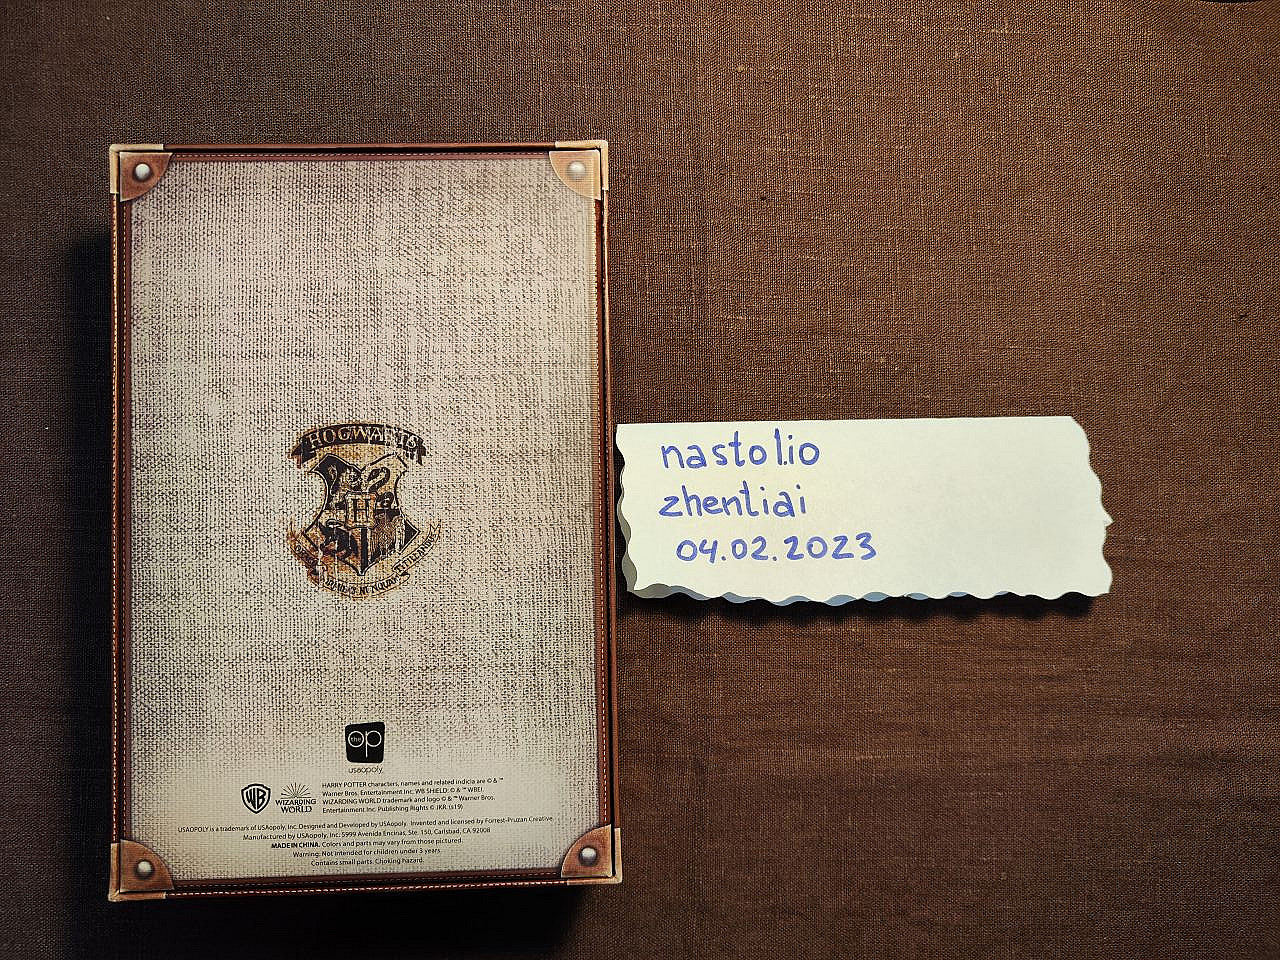 HOGWARTS
H
the op
usaopoly
WB
WIZARDING
WORLD
HARRY POTTER characters, names and related indicia are © & ™
Warner Bros. Entertainment Inc. WB SHIELD: © & ™ WBEI.
WIZARDING WORLD trademark and logo © & ™ Warner Bros.
Entertainment Inc. Publishing Rights © JKR. (s19)
USAOPOLY is a trademark of USAopoly, Inc. Designed and Developed by USAopoly. Invented and licensed by Forrest-Pruzan Creative.
Manufactured by USAopoly, Inc. 5999 Avenida Encinas, Ste. 150, Carlsbad, CA 92008
MADE IN CHINA. Colors and parts may vary from those pictured.
Warning: Not intended for children under 3 years.
Contains small parts. Choking hazard.
nastol.io
zhentiai
04.02.2023